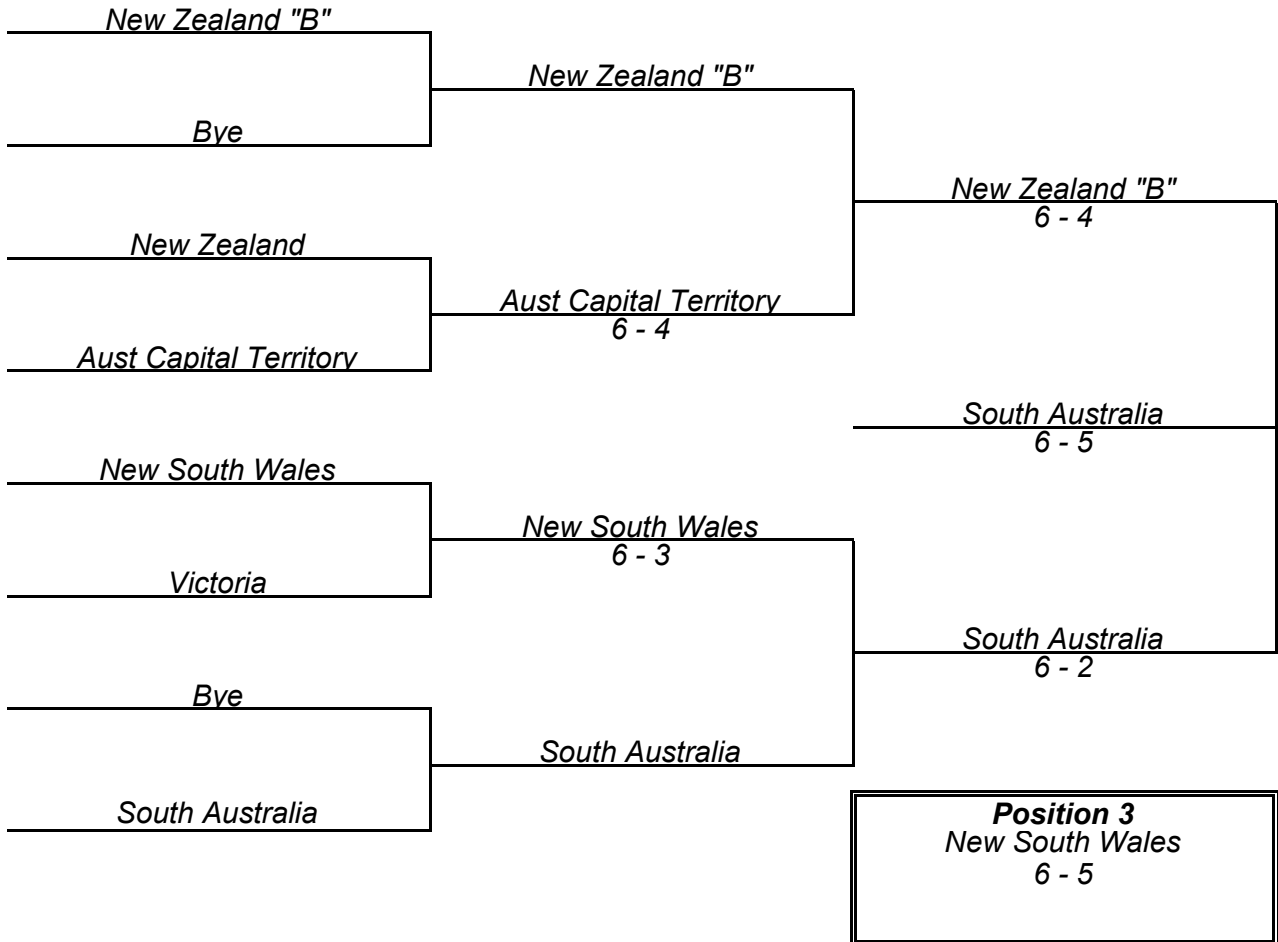 New Zealand "B"
New Zealand "B"
Bye
New Zealand "B"
6 - 4
New Zealand
Aust Capital Territory
6 - 4
Aust Capital Territory
South Australia
6 - 5
New South Wales
New South Wales
6 - 3
Victoria
South Australia
6 - 2
Bye
South Australia
South Australia
Position 3
New South Wales
6 - 5